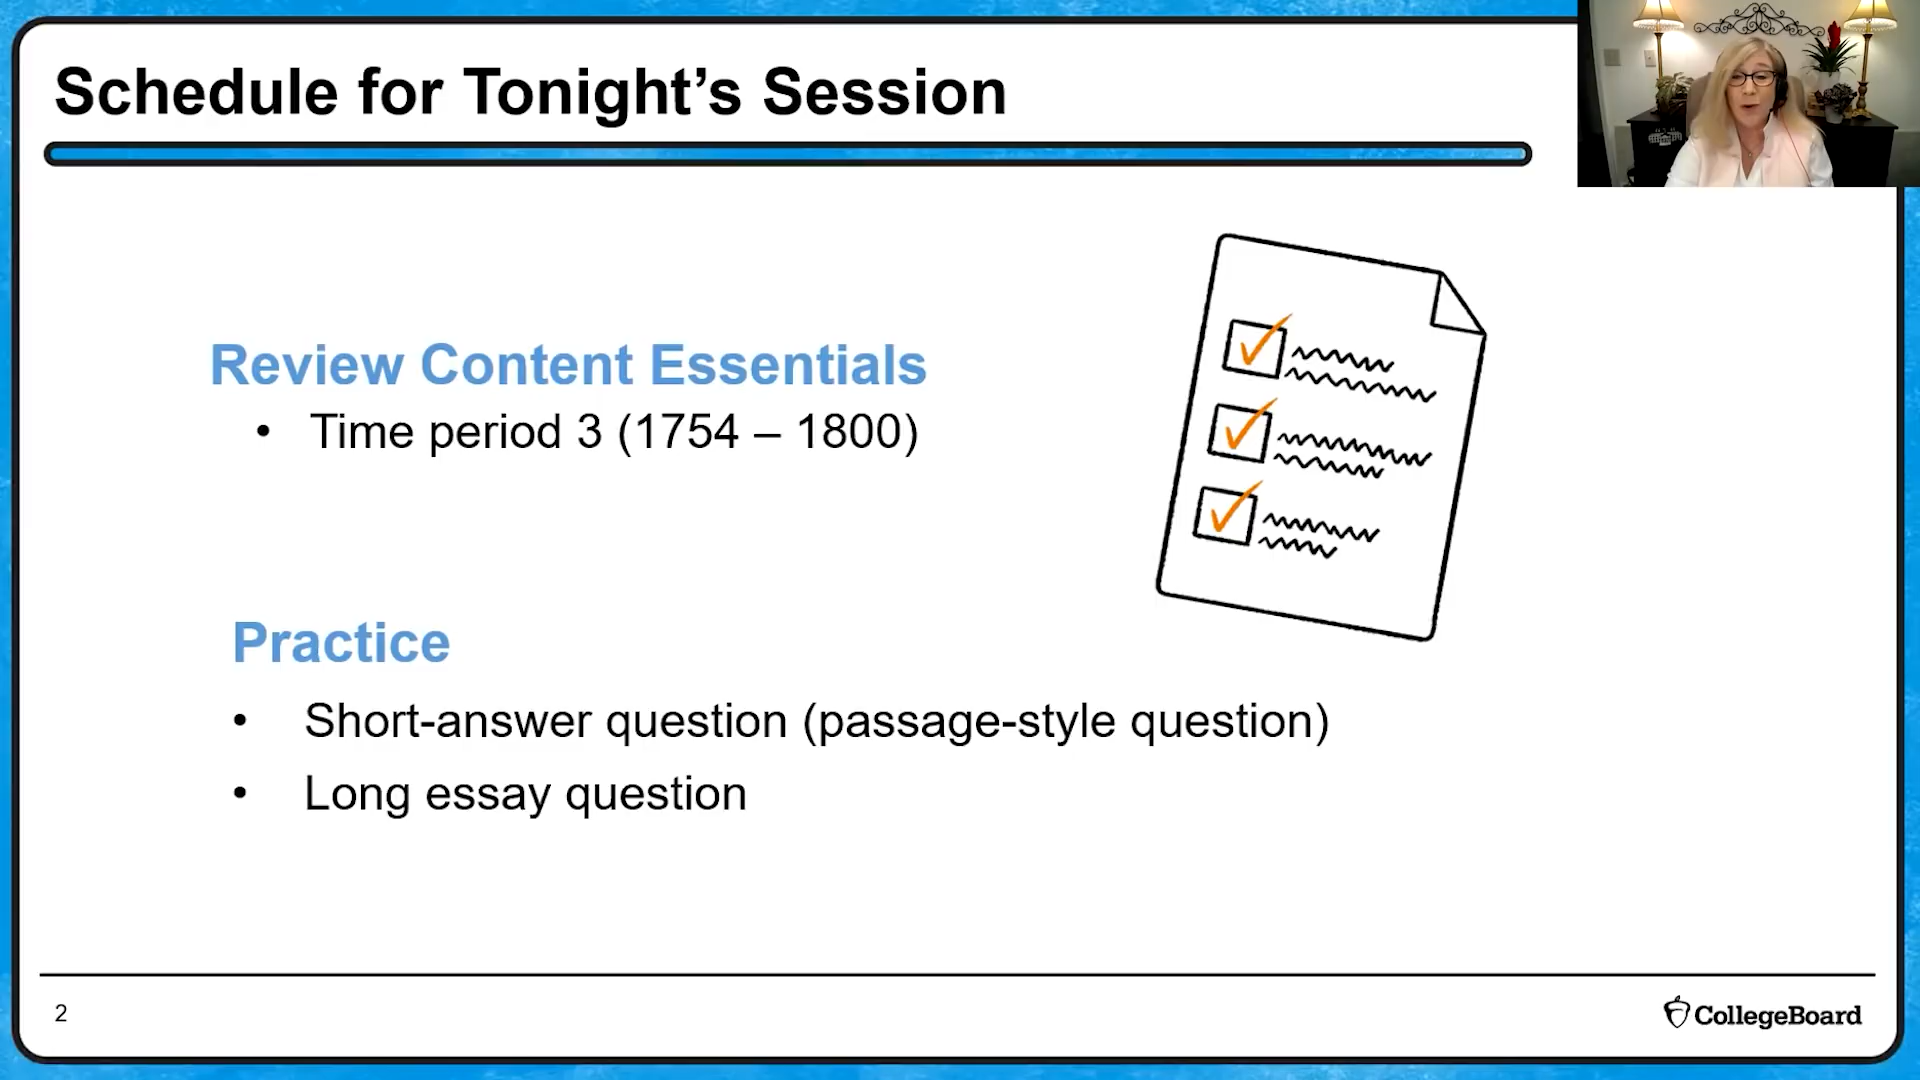 Schedule for Tonight’s Session
Review Content Essentials
• Time period 3 (1754 – 1800)
Practice
• Short-answer question (passage-style question)
• Long essay question
2
CollegeBoard